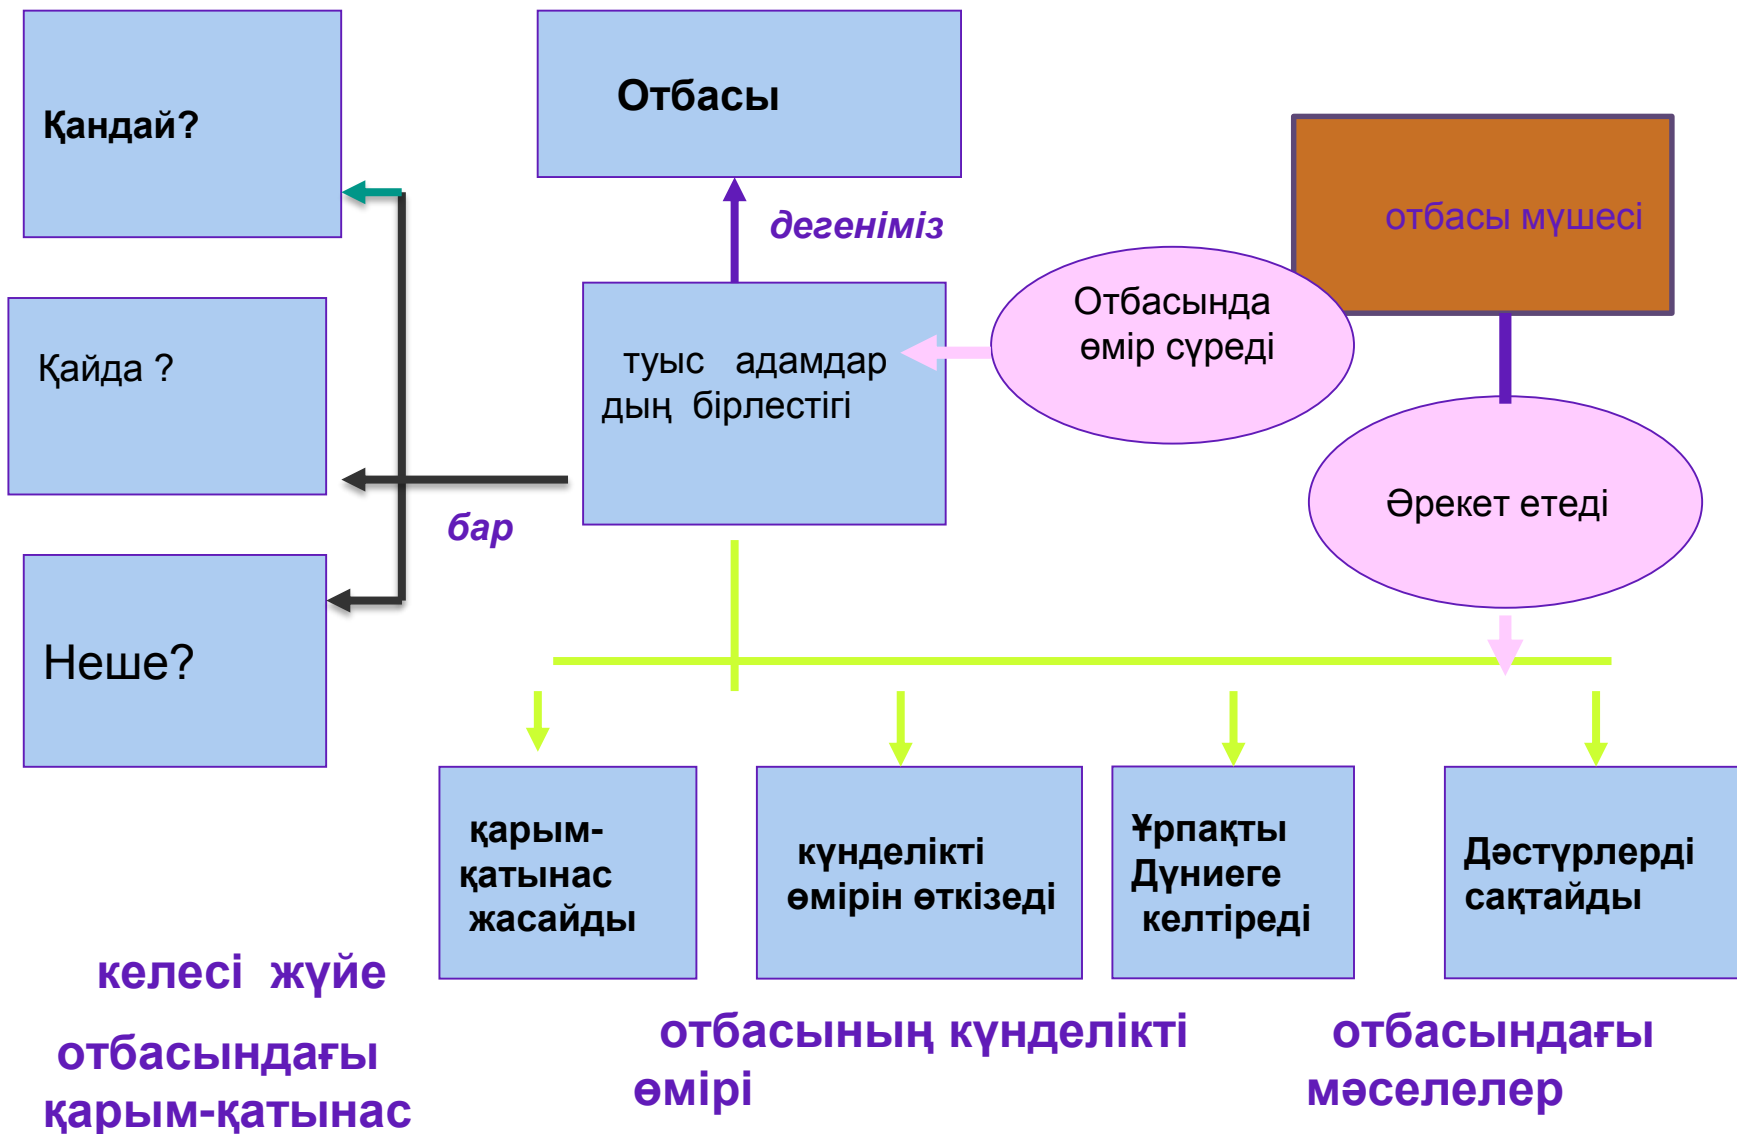 Қандай?
Отбасы
дегеніміз
отбасы мүшесі
Отбасында
өмір сүреді
Қайда ?
туыс адамдар
дың бірлестігі
бар
Әрекет етеді
Неше?
қарым-
қатынас
жасайды
күнделікті
өмірін өткізеді
Ұрпақты
Дүниеге
келтіреді
Дәстүрлерді
сақтайды
келесі жүйе
отбасындағы
қарым-қатынас
отбасының күнделікті
өмірі
отбасындағы
мәселелер